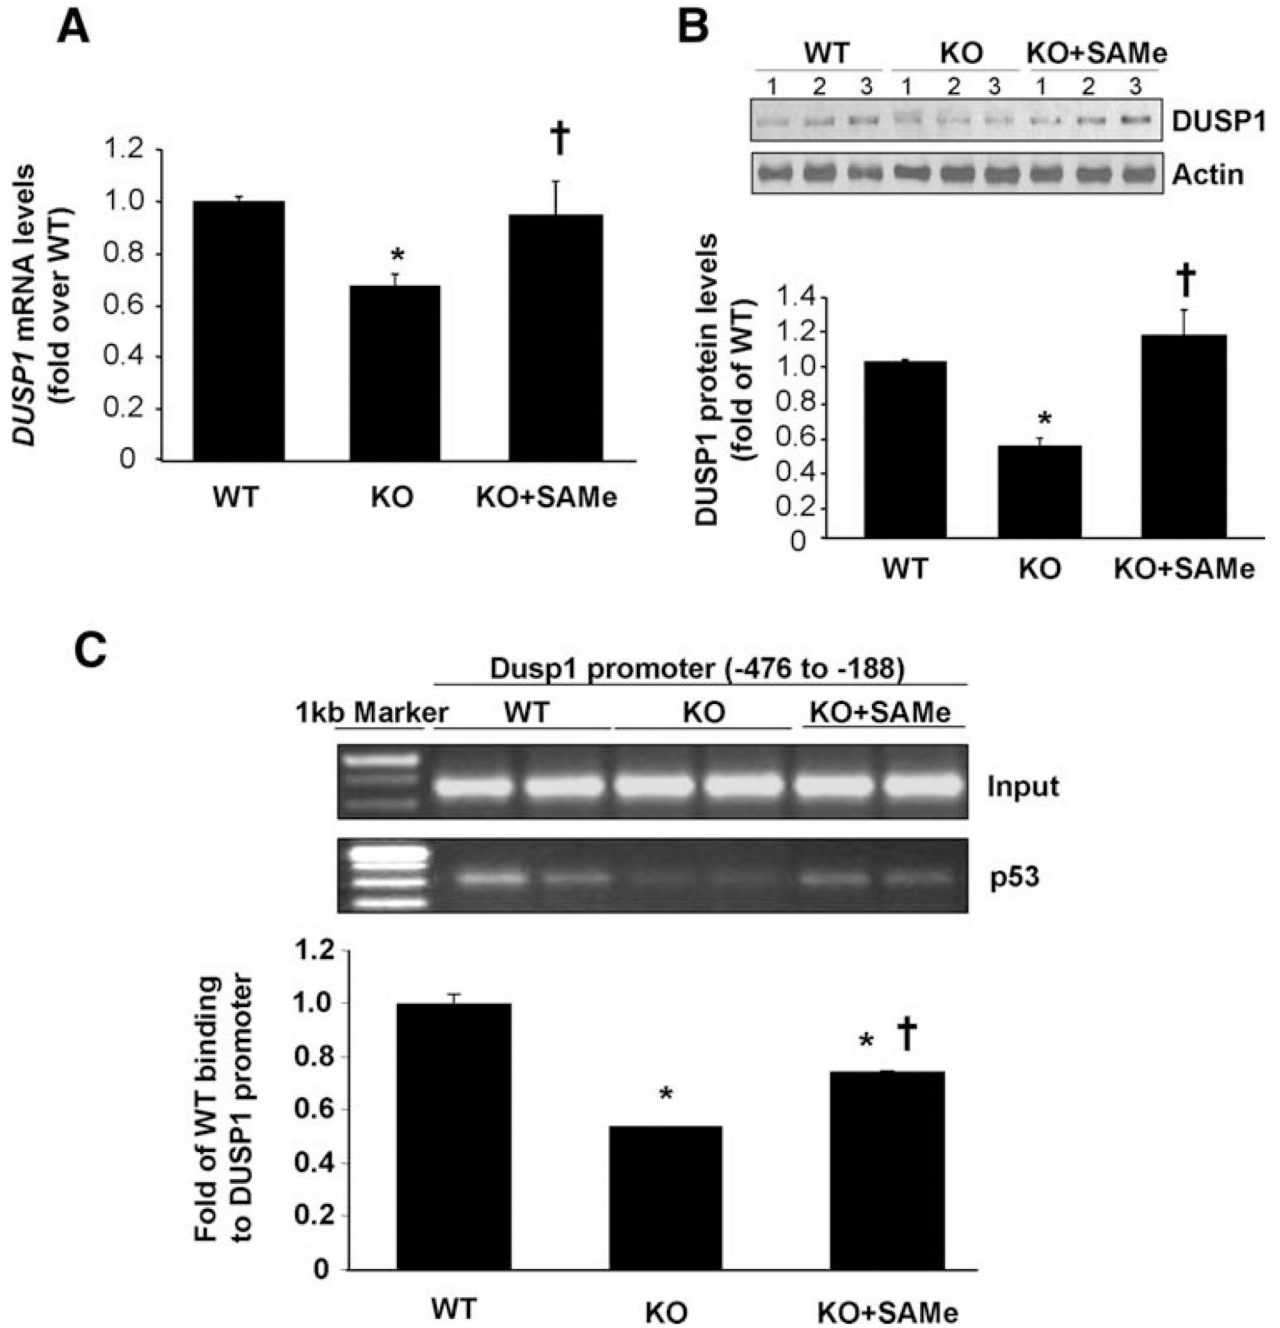 A
DUSP1 mRNA levels
(fold over WT)
1.2
1.0
0.8
0.6
0.4
0.2
0
*
†
WT KO KO+SAMe
B
WT KO KO+SAMe
1 2 3 1 2 3 1 2 3
DUSP1
Actin
DUSP1 protein levels
(fold of WT)
1.4
1.2
1.0
0.8
0.6
0.4
0.2
0
*
†
WT KO KO+SAMe
C
Dusp1 promoter (-476 to -188)
1kb Marker WT KO KO+SAMe
Input
p53
Fold of WT binding
to DUSP1 promoter
1.2
1.0
0.8
0.6
0.4
0.2
0
*
* †
WT KO KO+SAMe